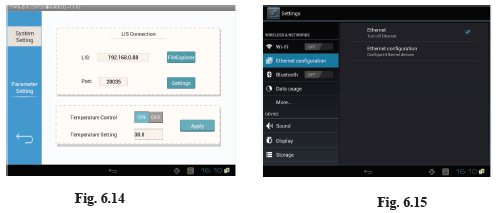 System
Setting
LIS Connection
LIS:
192.168.0.88
FileExplorer
Port:
20035
Settings
Parameter
Setting
Temperature Control
ON
OFF
Temperature Setting
30.0
Apply
16:10
Fig. 6.14
Settings
WIRELESS & NETWORKS
Wi-Fi
OFF
Ethernet configuration
Bluetooth
OFF
Data usage
More...
DEVICE
Sound
Display
Storage
Ethernet
Turn off Ethernet
Ethernet configuration
Configure Ethernet devices
16:10
Fig. 6.15